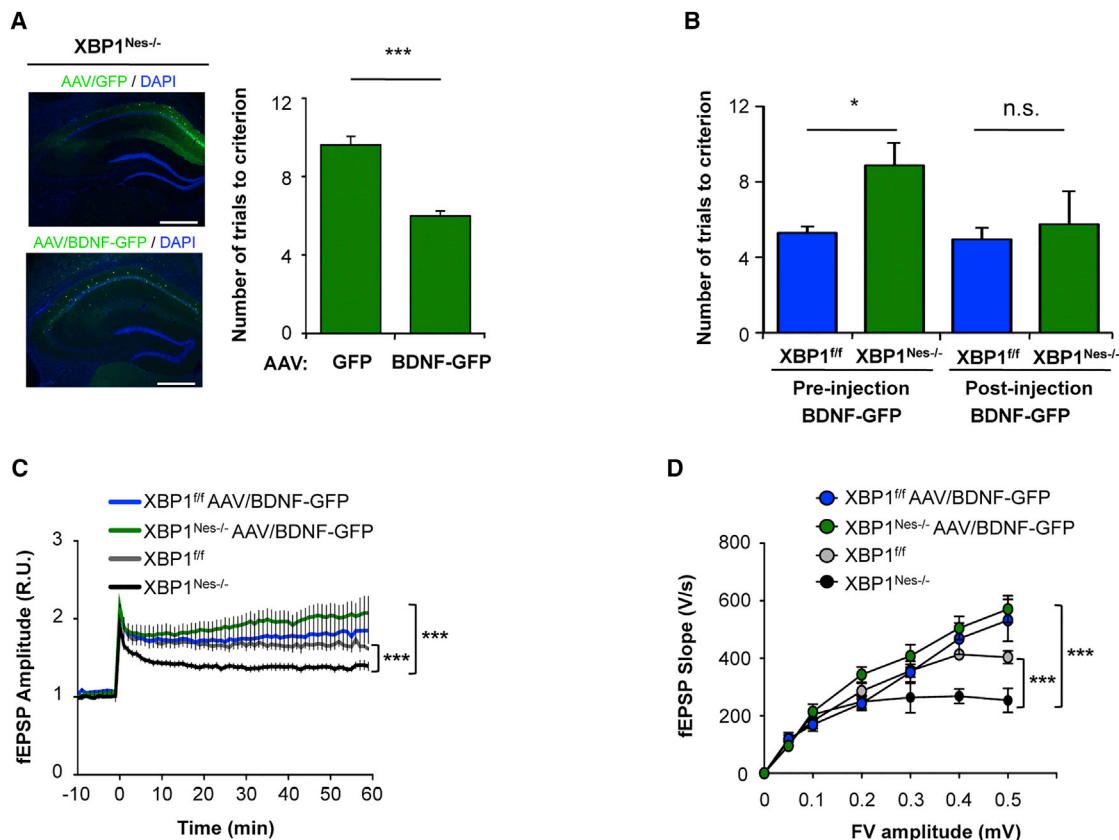 A
XBP1Nes-/-
AAV/GFP / DAPI
AAV/BDNF-GFP / DAPI
***
Number of trials to criterion
12
8
4
0
AAV: GFP BDNF-GFP
B
Number of trials to criterion
12
8
4
0
*
n.s.
XBP1f/f XBP1Nes-/- XBP1f/f XBP1Nes-/-
Pre-injection
BDNF-GFP
Post-injection
BDNF-GFP
C
XBP1f/f AAV/BDNF-GFP
XBP1Nes-/- AAV/BDNF-GFP
XBP1f/f
XBP1Nes-/-
fEPSP Amplitude (R.U.)
3
2
1
0
***
***
-10 0 10 20 30 40 50 60
Time (min)
D
XBP1f/f AAV/BDNF-GFP
XBP1Nes-/- AAV/BDNF-GFP
XBP1f/f
XBP1Nes-/-
fEPSP Slope (V/s)
800
600
400
200
0
***
***
0 0.1 0.2 0.3 0.4 0.5
FV amplitude (mV)